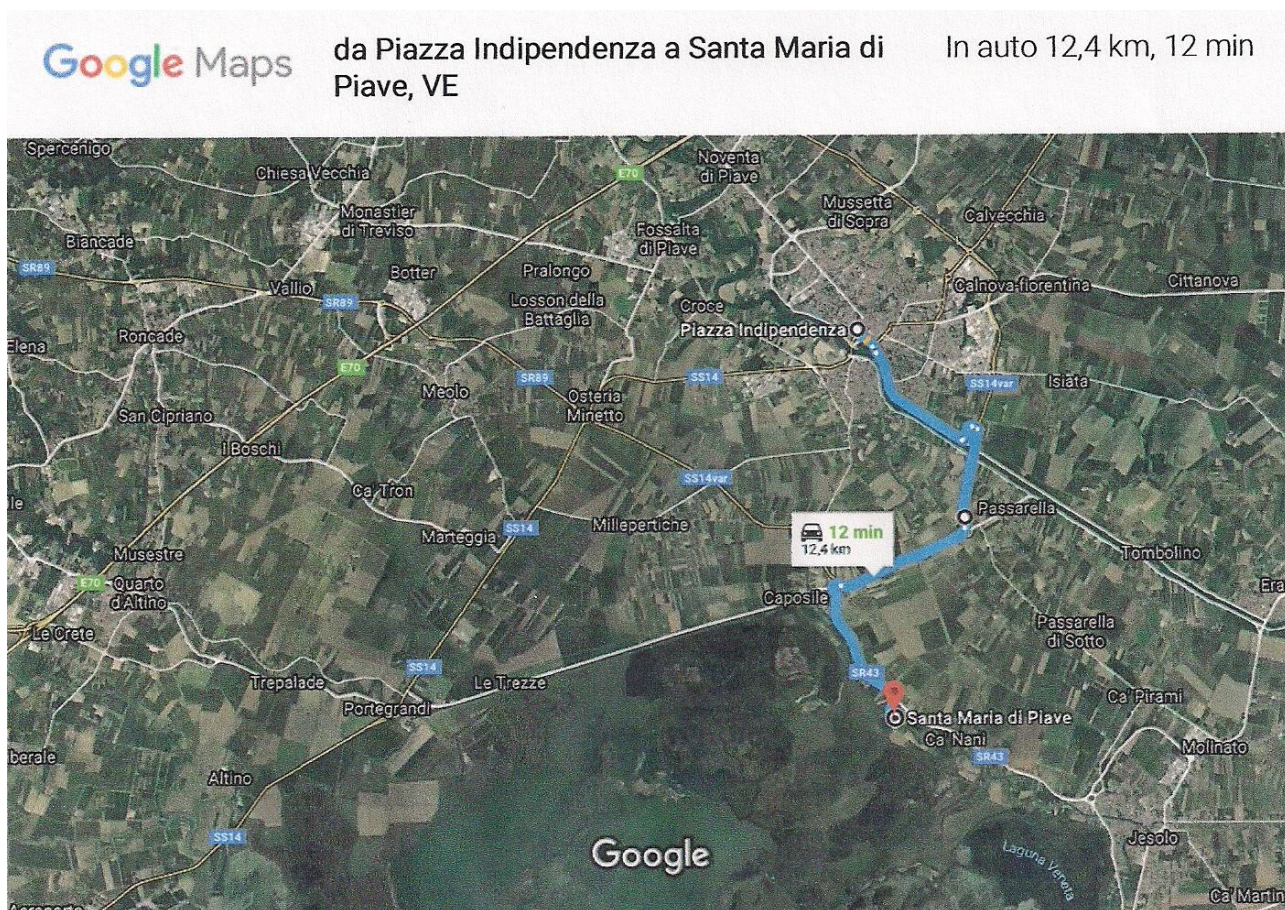 Google Maps
da Piazza Indipendenza a Santa Maria di
Piave, VE
In auto 12,4 km, 12 min
Spercenigo
Chiesa Vecchia
E70
Noventa
di Piave
Monastier
di Treviso
Mussetta
di Sopra
Calvecchia
Biancade
Fossalta
di Piave
SR89
Vallio
SR89
Botter
Pralongo
Losson della
Battaglia
Croce
Calnova-fiorentina
Cittanova
Roncade
Piazza Indipendenza
Elena
E70
Meolo
SR89
SS14
SS14var
Isiata
Osteria
Minetto
San Cipriano
I Boschi
Ca' Tron
SS14var
Marteggia
SS14
Millepertiche
Passarella
12 min
12,4 km
Musestre
Tombolino
E70
Quarto
d'Altino
Caposile
Era
Le Crete
Passarella
di Sotto
SS14
SR43
Trepalade
Le Trezze
Portegrandi
Ca' Pirami
Santa Maria di Piave
Ca' Nani
SR43
Molinato
iberale
Altino
SS14
Google
Jesolo
Laguna Veneta
Ca' Martin